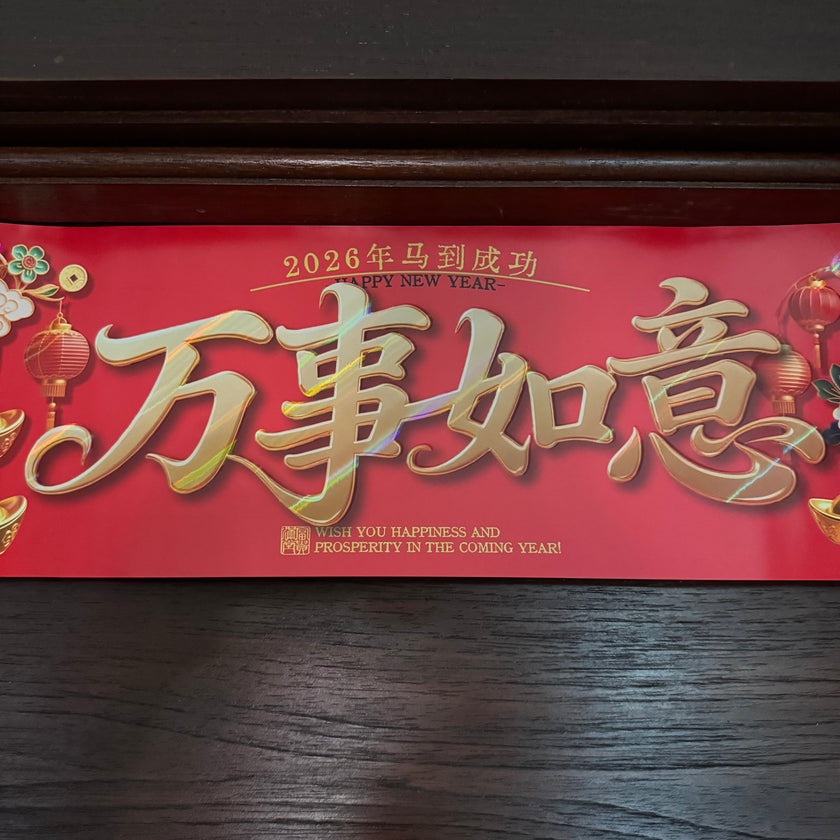 2026年马到成功
HAPPY NEW YEAR-
万事如意
WISH YOU HAPPINESS AND
PROSPERITY IN THE COMING YEAR!